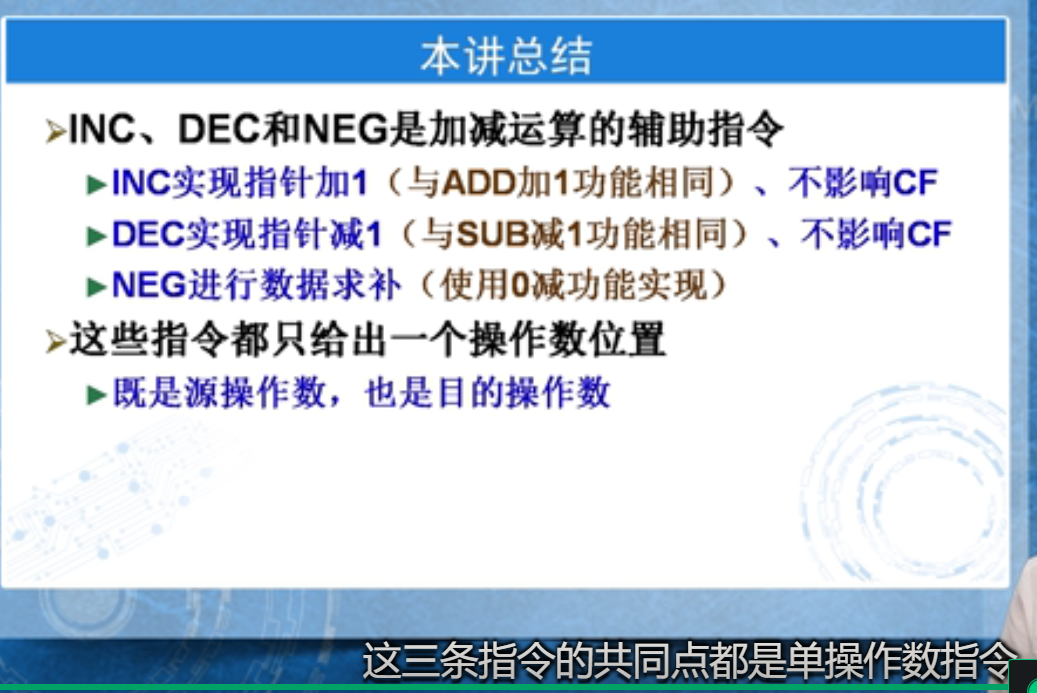 本讲总结
INC、DEC和NEG是加减运算的辅助指令
INC实现指针加1（与ADD加1功能相同）、不影响CF
DEC实现指针减1（与SUB减1功能相同）、不影响CF
NEG进行数据求补（使用0减功能实现）
这些指令都只给出一个操作数位置
既是源操作数，也是目的操作数
这三条指令的共同点都是单操作数指令